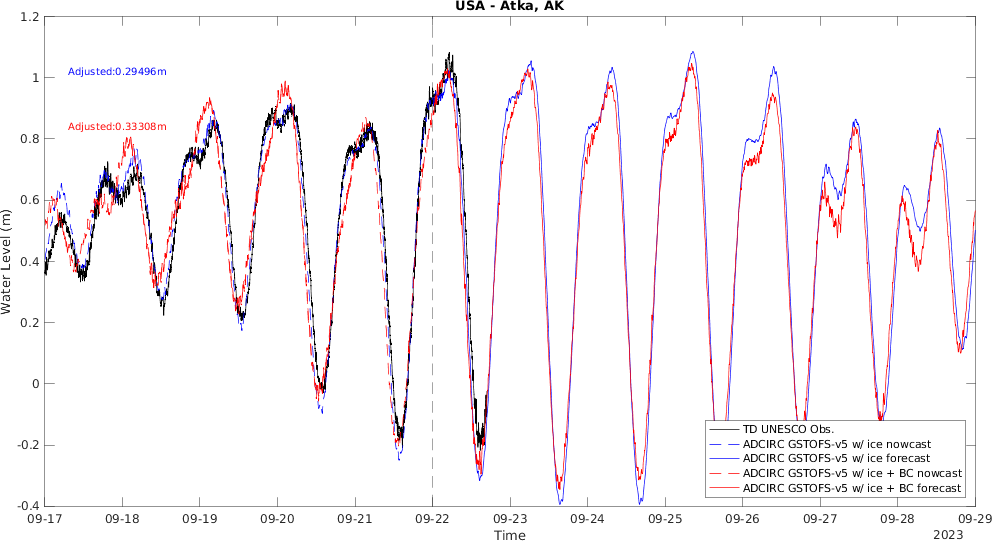 USA - Atka, AK
1.2
1
0.8
0.6
0.4
0.2
0
-0.2
-0.4
Water Level (m)
Adjusted:0.29496m
Adjusted:0.33308m
TD UNESCO Obs.
ADCIRC GSTOFS-v5 w/ ice nowcast
ADCIRC GSTOFS-v5 w/ ice forecast
ADCIRC GSTOFS-v5 w/ ice + BC nowcast
ADCIRC GSTOFS-v5 w/ ice + BC forecast
09-17 09-18 09-19 09-20 09-21 09-22 09-23 09-24 09-25 09-26 09-27 09-28 09-29
Time
2023